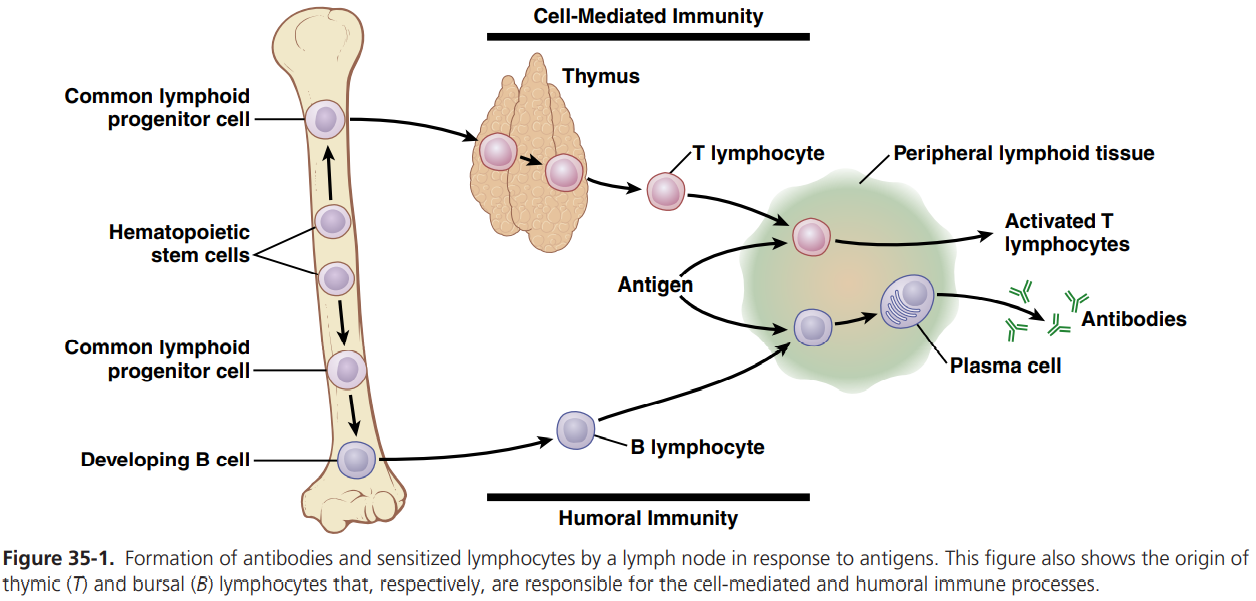 Cell-Mediated Immunity
Thymus
Common lymphoid
progenitor cell
T lymphocyte
Peripheral lymphoid tissue
Hematopoietic
stem cells
Activated T
lymphocytes
Antigen
Antibodies
Common lymphoid
progenitor cell
Plasma cell
B lymphocyte
Developing B cell
Humoral Immunity
Figure 35-1. Formation of antibodies and sensitized lymphocytes by a lymph node in response to antigens. This figure also shows the origin of
thymic (T) and bursal (B) lymphocytes that, respectively, are responsible for the cell-mediated and humoral immune processes.